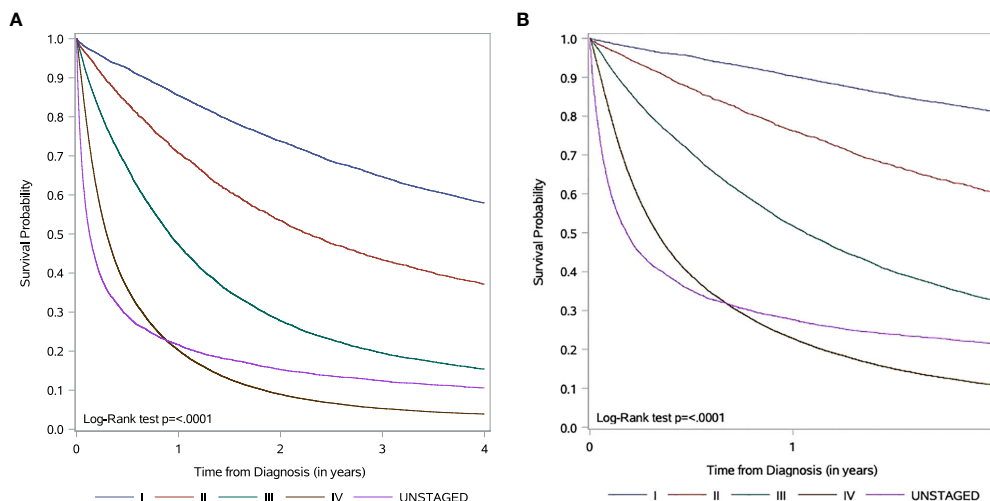 A
1.0
0.9
0.8
0.7
0.6
0.5
0.4
0.3
0.2
0.1
0.0
Survival Probability
Log-Rank test p=<.0001
0 1 2 3 4
Time from Diagnosis (in years)
I II III IV UNSTAGED
B
1.0
0.9
0.8
0.7
0.6
0.5
0.4
0.3
0.2
0.1
0.0
Survival Probability
Log-Rank test p=<.0001
0 1
Time from Diagnosis (in years)
I II III IV UNSTAGED